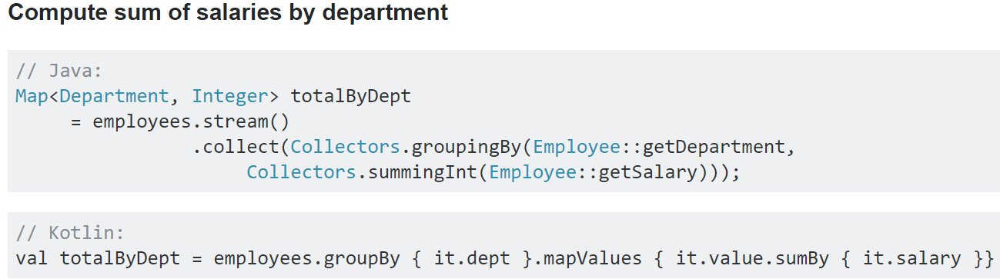 Compute sum of salaries by department
// Java:
Map<Department, Integer> totalByDept
     = employees.stream()
                .collect(Collectors.groupingBy(Employee::getDepartment,
                     Collectors.summingInt(Employee::getSalary)));
// Kotlin:
val totalByDept = employees.groupBy { it.dept }.mapValues { it.value.sumBy { it.salary }}